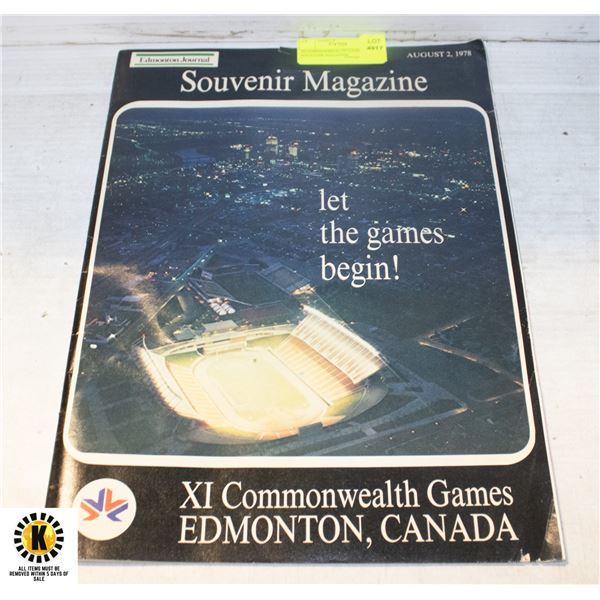 Edmonton Journal
LOT
4917
AUGUST 2, 1978
Souvenir Magazine
let
the games
begin!
XI Commonwealth Games
EDMONTON, CANADA
K
ALL ITEMS MUST BE
REMOVED WITHIN 5 DAYS OF
SALE